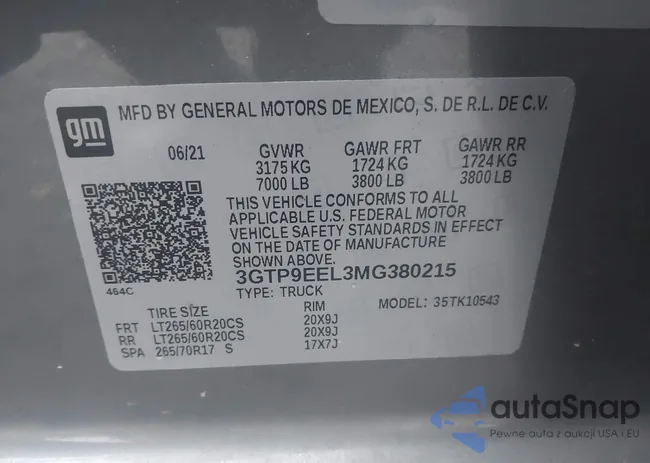 gm
MFD BY GENERAL MOTORS DE MEXICO, S. DE R.L. DE C.V.
06/21 GVWR GAWR FRT GAWR RR
3175 KG 1724 KG 1724 KG
7000 LB 3800 LB 3800 LB
THIS VEHICLE CONFORMS TO ALL
APPLICABLE U.S. FEDERAL MOTOR
VEHICLE SAFETY STANDARDS IN EFFECT
ON THE DATE OF MANUFACTURE
SHOWN ABOVE.
3GTP9EEL3MG380215
464C
TYPE: TRUCK MODEL: 35TK10543
TIRE SIZE RIM
FRT LT265/60R20CS 20X9J
RR LT265/60R20CS 20X9J
SPA 265/70R17 S 17X7J
autaSnap
Pewne auta z aukcji USA i EU